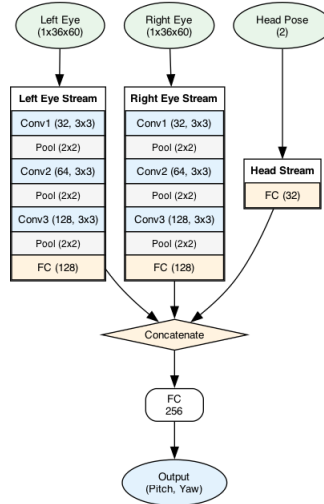 Left Eye
(1x36x60)
Right Eye
(1x36x60)
Head Pose
(2)
Left Eye Stream
Conv1 (32, 3x3)
Pool (2x2)
Conv2 (64, 3x3)
Pool (2x2)
Conv3 (128, 3x3)
Pool (2x2)
FC (128)
Right Eye Stream
Conv1 (32, 3x3)
Pool (2x2)
Conv2 (64, 3x3)
Pool (2x2)
Conv3 (128, 3x3)
Pool (2x2)
FC (128)
Head Stream
FC (32)
Concatenate
FC
256
Output
(Pitch, Yaw)